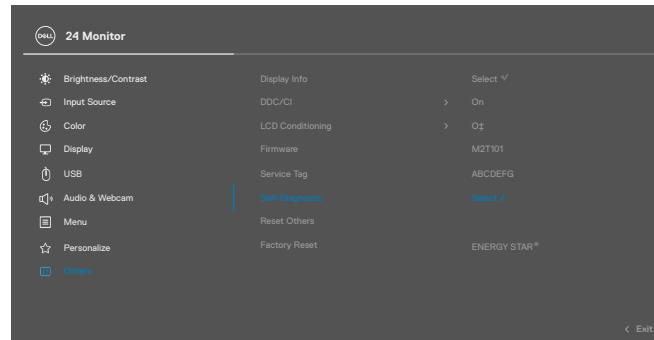 DELL 24 Monitor
Brightness/Contrast Display Info Select √
Input Source DDC/CI > On
Color LCD Conditioning > O‡
Display Firmware M2T101
USB Service Tag ABCDEFG
Audio & Webcam Self-Diagnostic Select √
Menu Reset Others
Personalize Factory Reset ENERGY STAR®
Others
< Exit